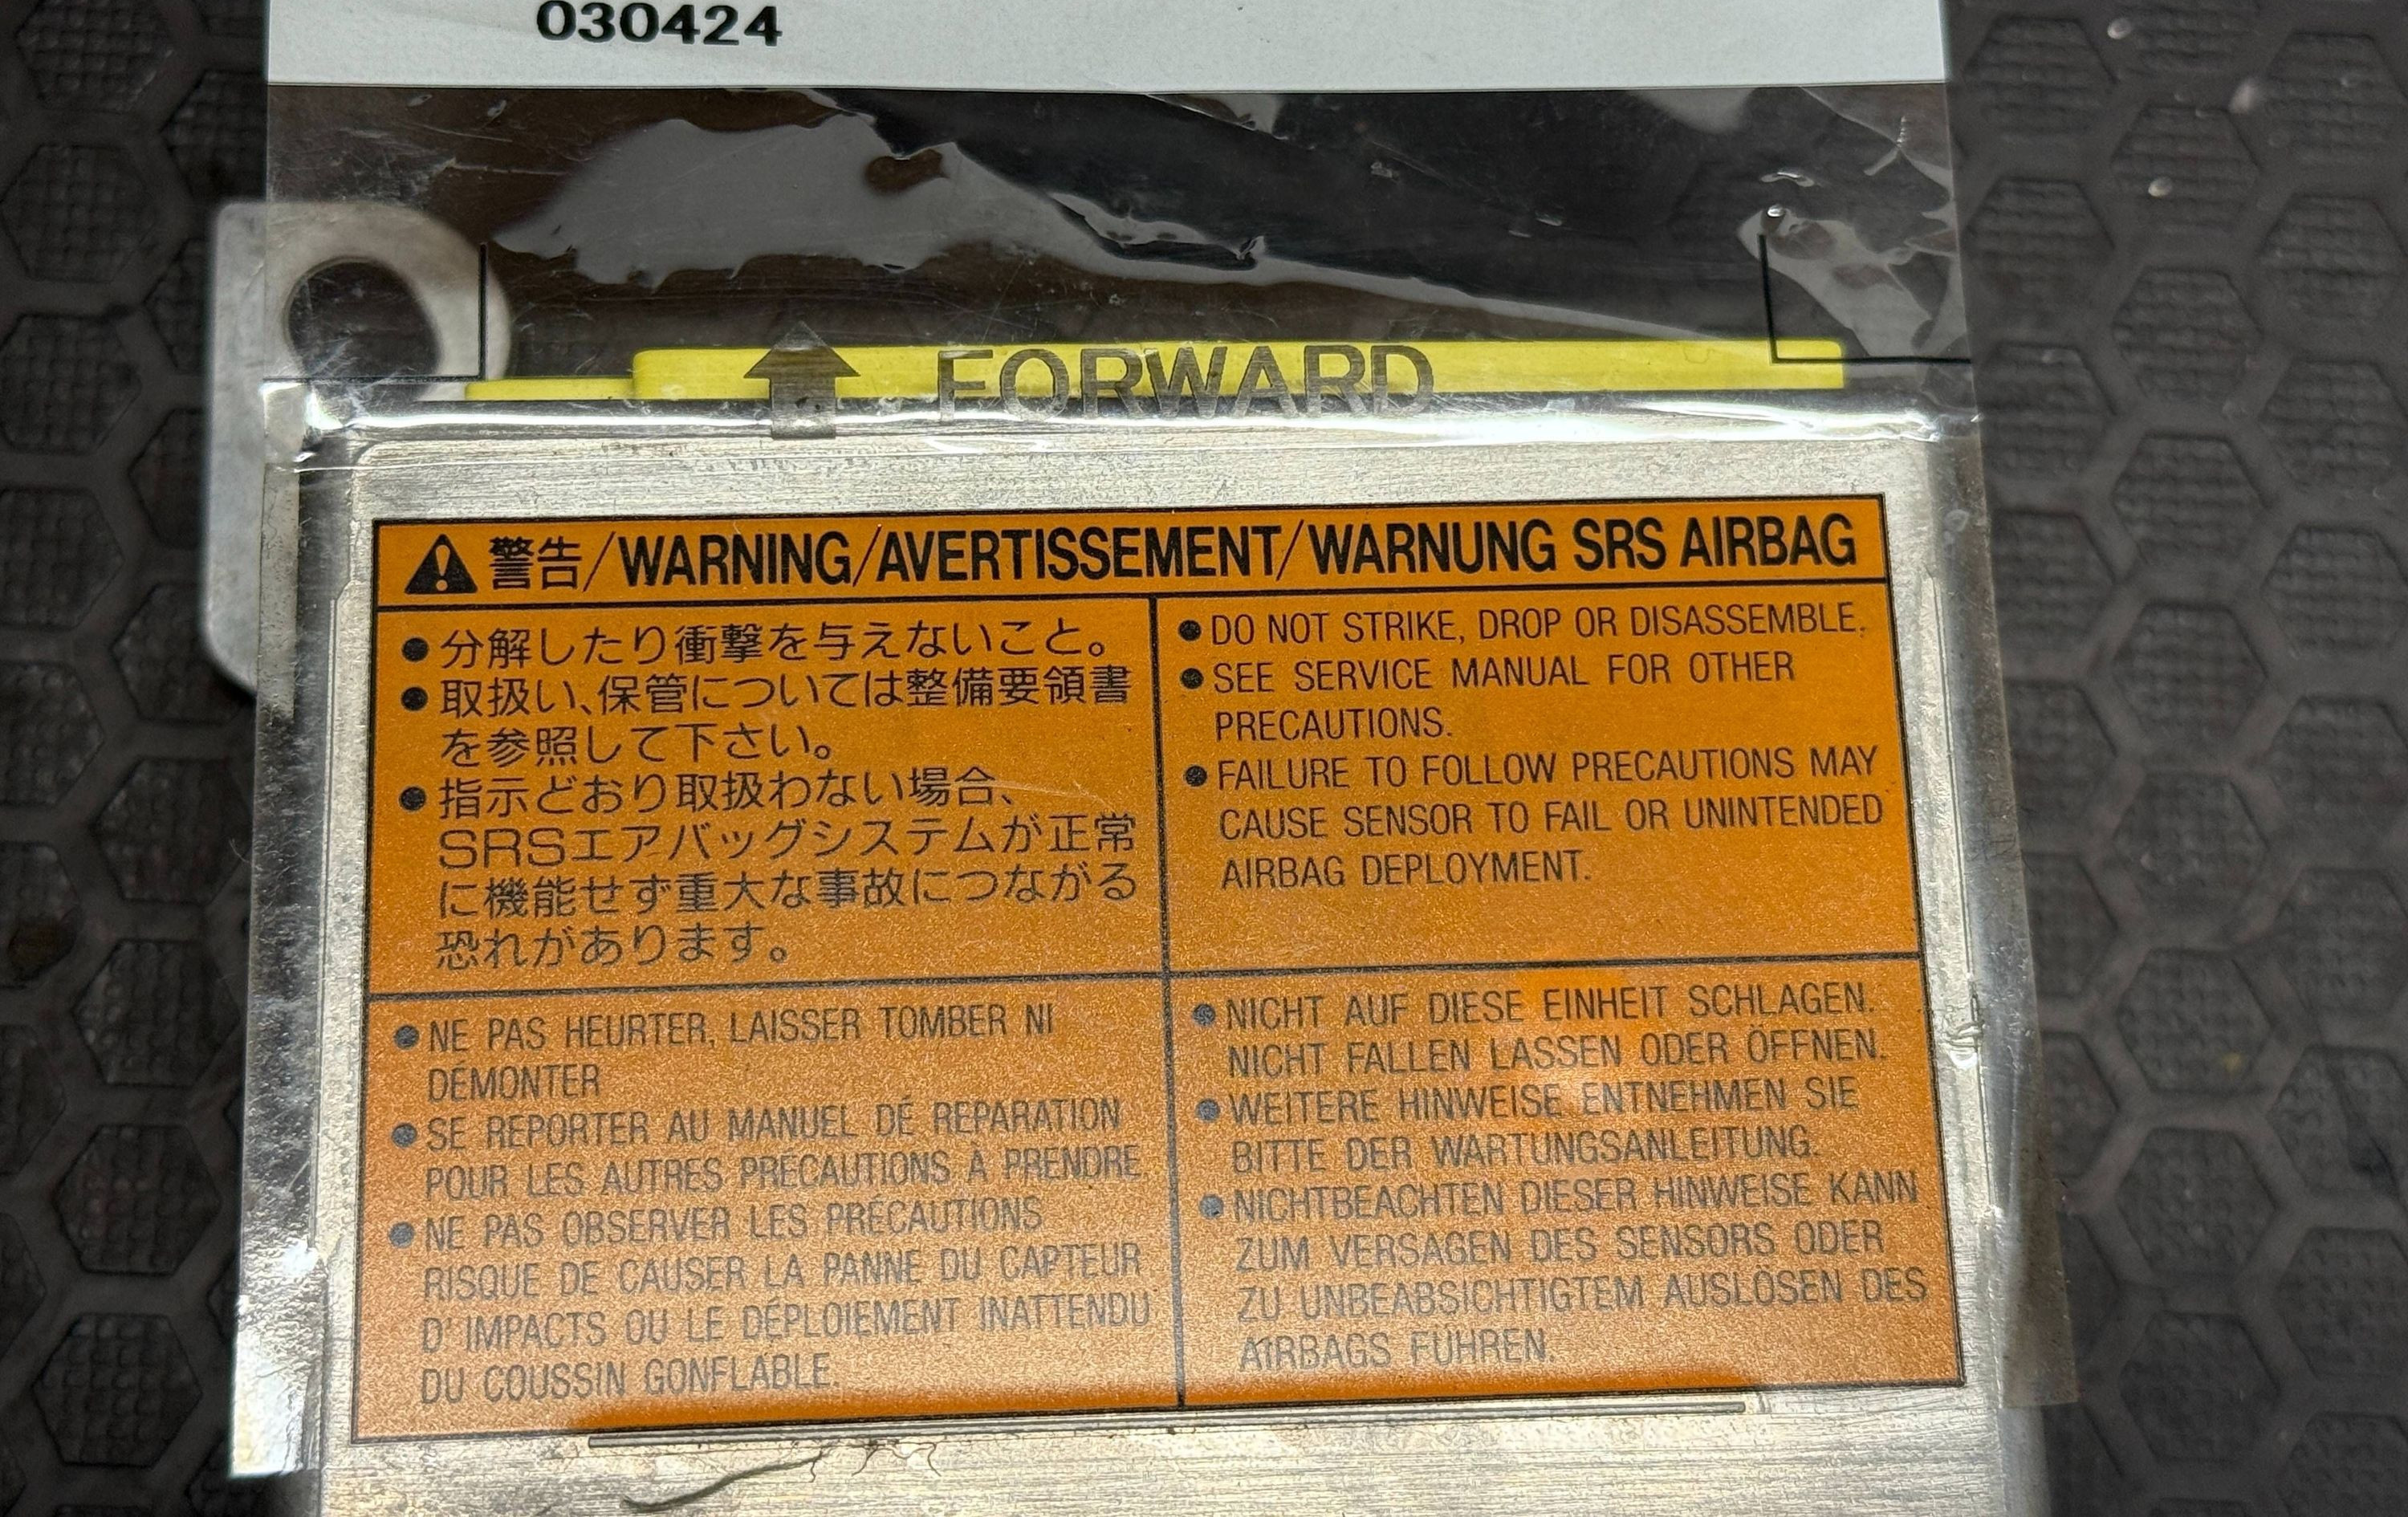 030424
FORWARD
警告/WARNING/AVERTISSEMENT/WARNUNG SRS AIRBAG
●分解したり衝撃を与えないこと。
●取扱い、保管については整備要領書
を参照して下さい。
●指示どおり取扱わない場合、
SRSエアバッグシステムが正常
に機能せず重大な事故につながる
恐れがあります。
●DO NOT STRIKE, DROP OR DISASSEMBLE.
●SEE SERVICE MANUAL FOR OTHER
PRECAUTIONS.
●FAILURE TO FOLLOW PRECAUTIONS MAY
CAUSE SENSOR TO FAIL OR UNINTENDED
AIRBAG DEPLOYMENT.
●NE PAS HEURTER, LAISSER TOMBER NI
DÉMONTER
●SE REPORTER AU MANUEL DÉ REPARATION
POUR LES AUTRES PRÉCAUTIONS À PRENDRE
●NE PAS OBSERVER LES PRÉCAUTIONS
RISQUE DE CAUSER LA PANNE DU CAPTEUR
D'IMPACTS OU LE DÉPLOIEMENT INATTENDU
DU COUSSIN GONFLABLE.
●NICHT AUF DIESE EINHEIT SCHLAGEN.
NICHT FALLEN LASSEN ODER ÖFFNEN.
●WEITERE HINWEISE ENTNEHMEN SIE
BITTE DER WARTUNGSANLEITUNG.
●NICHTBEACHTEN DIESER HINWEISE KANN
ZUM VERSAGEN DES SENSORS ODER
ZU UNBEABSICHTIGTEM AUSLÖSEN DES
AIRBAGS FÜHREN.